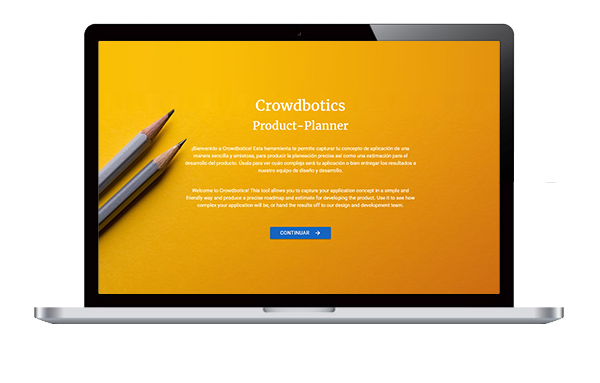 Crowdbotics
Product-Planner
¡Bienvenido a Crowdbotics! Esta herramienta te permite capturar tu concepto de aplicación de una
manera sencilla y amistosa, para producir la planeación precisa así como una estimación para el
desarrollo del producto. Úsala para ver cuán compleja será tu aplicación o bien entregar los resultados a
nuestro equipo de diseño y desarrollo.
Welcome to Crowdbotics! This tool allows you to capture your application concept in a simple and
friendly way and produce a precise roadmap and estimate for developing the product. Use it to see how
complex your application will be, or hand the results off to our design and development team.
CONTINUAR →